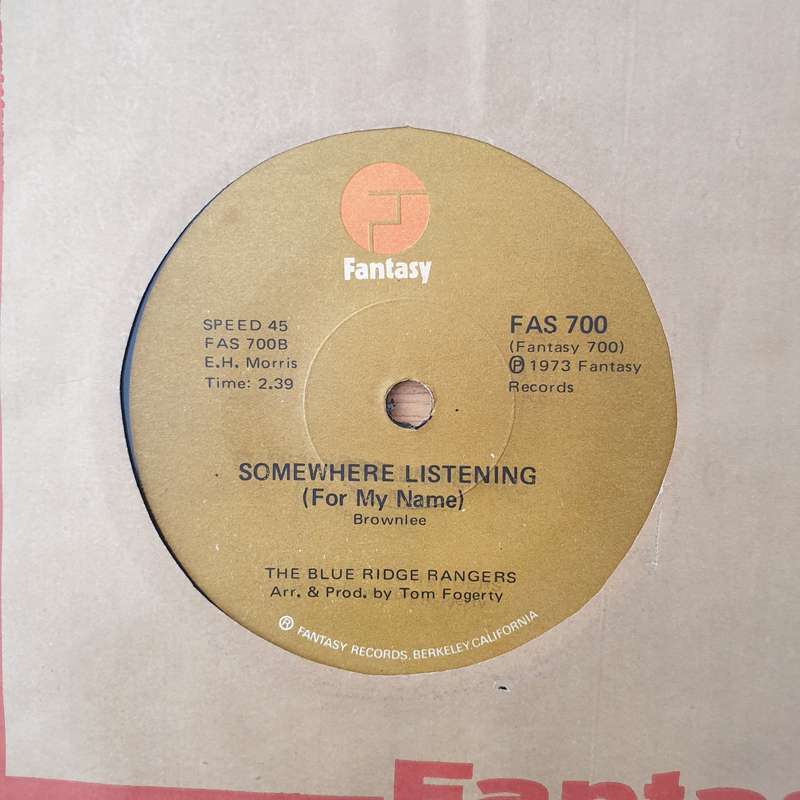 Fantasy
SPEED 45
FAS 700B
E.H. Morris
Time: 2.39
FAS 700
(Fantasy 700)
Ⓟ 1973 Fantasy
Records
SOMEWHERE LISTENING
(For My Name)
Brownlee
THE BLUE RIDGE RANGERS
Arr. & Prod. by Tom Fogerty
® FANTASY RECORDS, BERKELEY, CALIFORNIA
Fantas